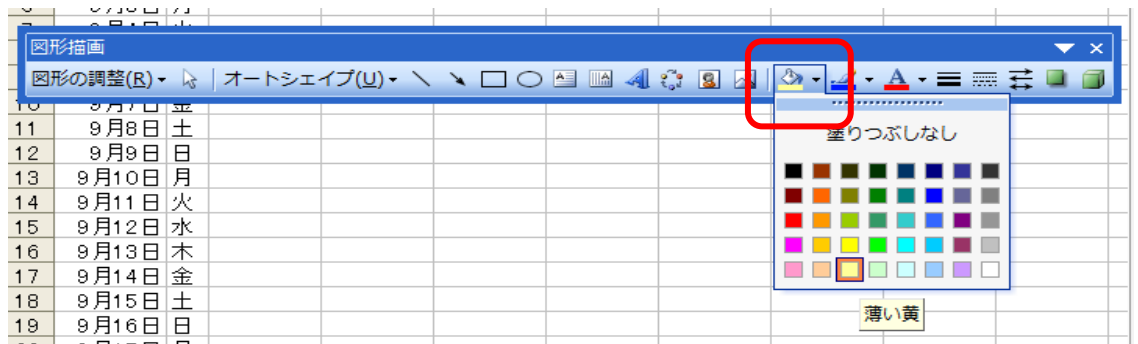 図形描画
図形の調整(R) オートシェイプ(U)
塗りつぶしなし
11 9月8日 土
12 9月9日 日
13 9月10日 月
14 9月11日 火
15 9月12日 水
16 9月13日 木
17 9月14日 金
18 9月15日 土
19 9月16日 日
薄い黄